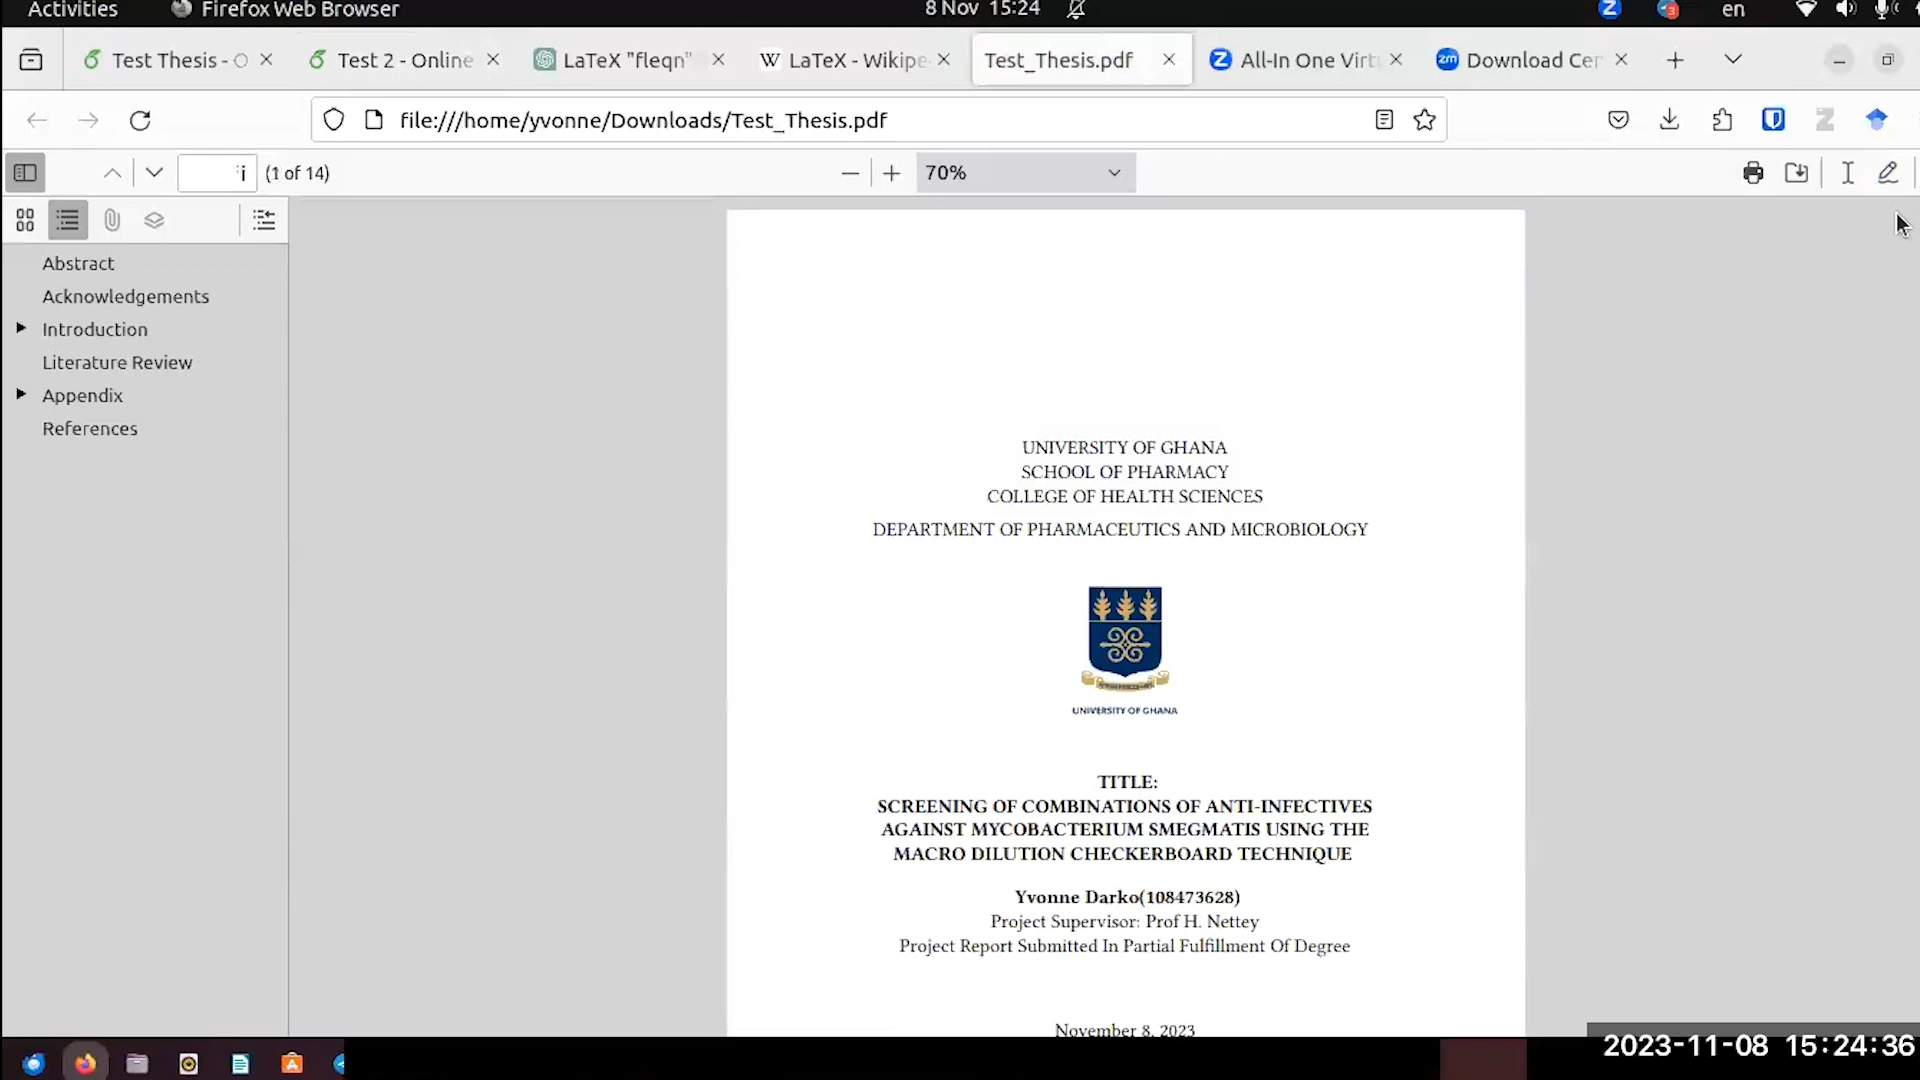 Activities
Firefox Web Browser
8 Nov 15:24
en
Test Thesis - O
Test 2 - Online
LaTeX "fleqn"
W LaTeX - Wikipe
Test_Thesis.pdf
Z All-In One Virt
zm Download Cen
file:///home/yvonne/Downloads/Test_Thesis.pdf
i
(1 of 14)
70%
Abstract
Acknowledgements
Introduction
Literature Review
Appendix
References
UNIVERSITY OF GHANA
SCHOOL OF PHARMACY
COLLEGE OF HEALTH SCIENCES
DEPARTMENT OF PHARMACEUTICS AND MICROBIOLOGY
UNIVERSITY OF GHANA
TITLE:
SCREENING OF COMBINATIONS OF ANTI-INFECTIVES
AGAINST MYCOBACTERIUM SMEGMATIS USING THE
MACRO DILUTION CHECKERBOARD TECHNIQUE
Yvonne Darko(108473628)
Project Supervisor: Prof H. Nettey
Project Report Submitted In Partial Fulfillment Of Degree
November 8, 2023
2023-11-08 15:24:36